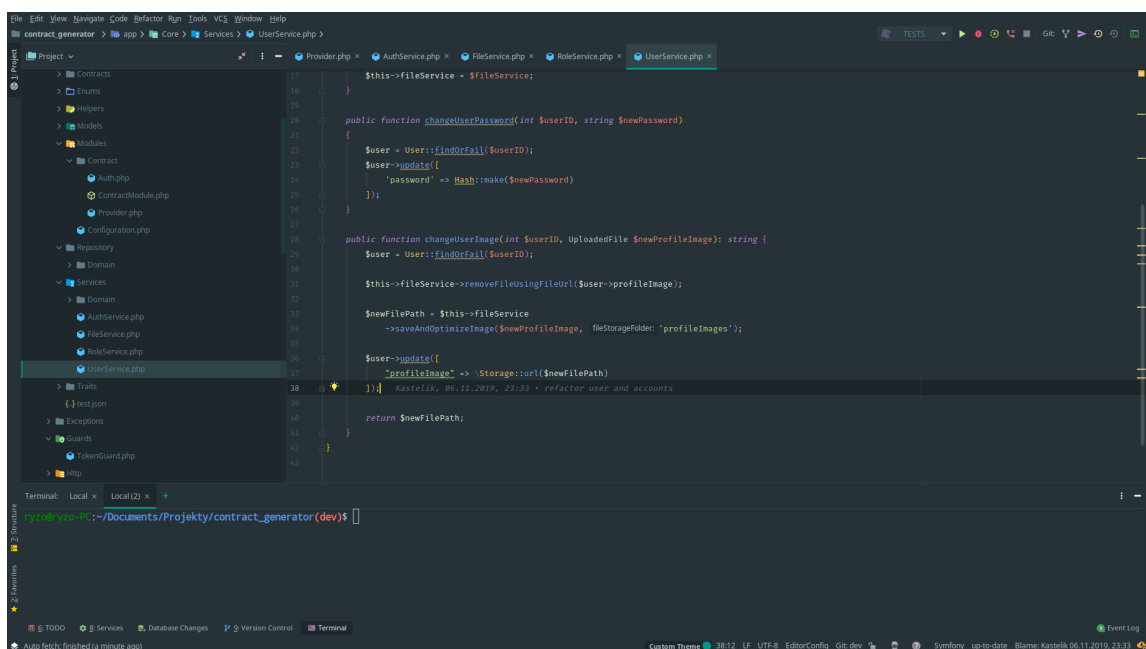 File Edit View Navigate Code Refactor Run Tools VCS Window Help
contract_generator > app > Core > Services > UserService.php >
TESTS
Git:
1: Project
Project
Provider.php ×
AuthService.php ×
FileService.php ×
RoleService.php ×
UserService.php ×
Contracts
Enums
Helpers
Models
Modules
Contract
Auth.php
ContractModule.php
Provider.php
Configuration.php
Repository
Domain
Services
Domain
AuthService.php
FileService.php
RoleService.php
UserService.php
Traits
{..} test.json
Exceptions
Guards
TokenGuard.php
Http
17 $this->fileService = $fileService;
18 }
19
20 public function changeUserPassword(int $userID, string $newPassword)
21 {
22 $user = User::findOrFail($userID);
23 $user->update([
24 'password' => Hash::make($newPassword)
25 ]);
26 }
27
28 public function changeUserImage(int $userID, UploadedFile $newProfileImage): string {
29 $user = User::findOrFail($userID);
30
31 $this->fileService->removeFileUsingFileUrl($user->profileImage);
32
33 $newFilePath = $this->fileService
34 ->saveAndOptimizeImage($newProfileImage, fileStorageFolder: 'profileImages');
35
36 $user->update([
37 "profileImage" => \Storage::url($newFilePath)
38 ]); Kastelik, 06.11.2019, 23:33 • refactor user and accounts
39
40 return $newFilePath;
41 }
42 }
43
Terminal: Local × Local (2) × +
ryzo@ryzo-PC:~/Documents/Projekty/contract_generator(dev)$
7: Structure
2: Favorites
6: TODO 8: Services Database Changes 9: Version Control Terminal
Event Log
Auto fetch: finished (a minute ago)
Custom Theme 38:12 LF UTF-8 EditorConfig Git: dev Symfony up-to-date Blame: Kastelik 06.11.2019, 23:33